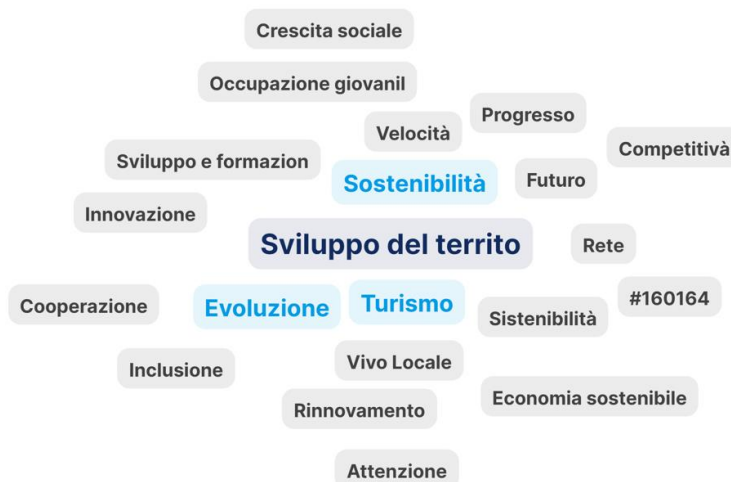 Crescita sociale
Occupazione giovanil
Progresso
Velocità
Competitivà
Sviluppo e formazion
Sostenibilità
Futuro
Innovazione
Sviluppo del territo
Rete
#160164
Cooperazione
Evoluzione
Turismo
Sistenibilità
Vivo Locale
Inclusione
Economia sostenibile
Rinnovamento
Attenzione